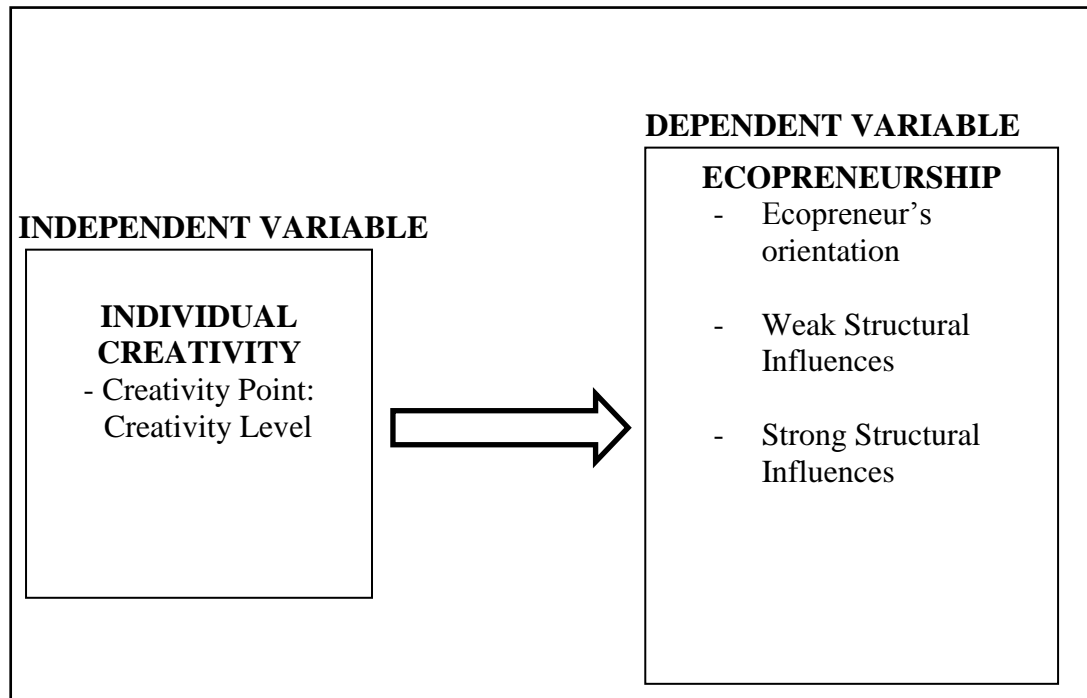 INDEPENDENT VARIABLE
INDIVIDUAL
CREATIVITY
- Creativity Point:
Creativity Level
DEPENDENT VARIABLE
ECOPRENEURSHIP
- Ecopreneur’s
orientation
- Weak Structural
Influences
- Strong Structural
Influences